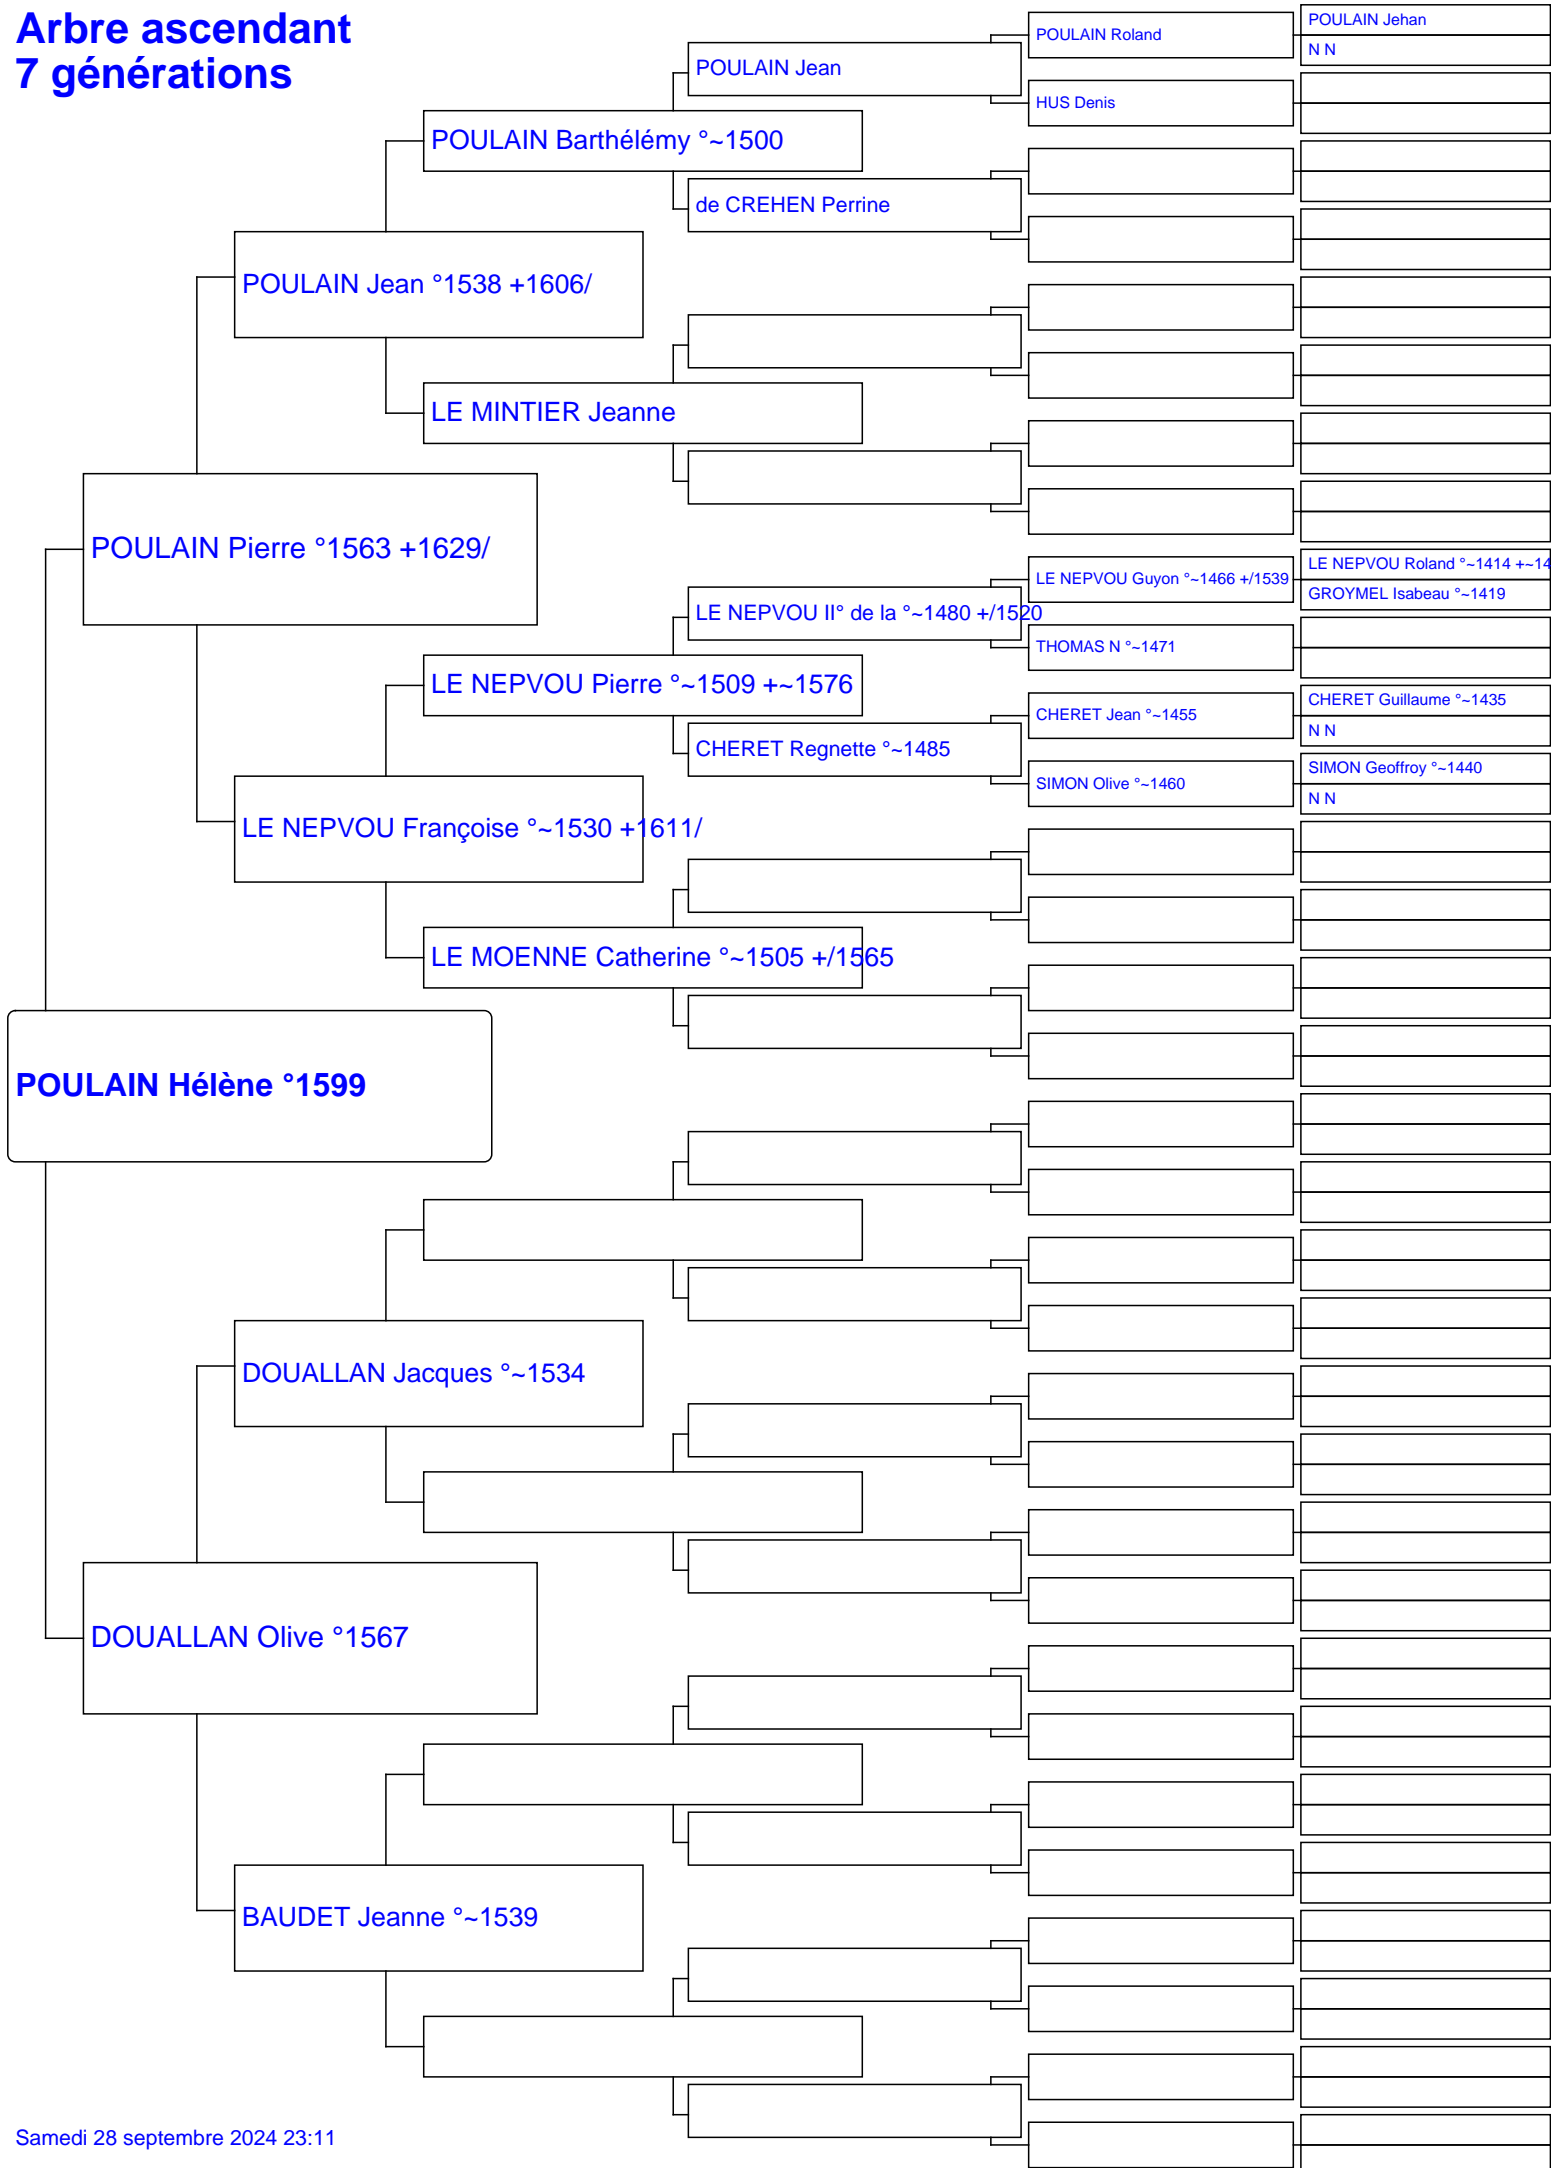 Arbre ascendant
7 générations
POULAIN Hélène °1599
POULAIN Pierre °1563 +1629/
DOUALLAN Olive °1567
POULAIN Jean °1538 +1606/
LE NEPVOU Françoise °~1530 +1611/
DOUALLAN Jacques °~1534
BAUDET Jeanne °~1539
POULAIN Barthélémy °~1500
LE MINTIER Jeanne
LE NEPVOU Pierre °~1509 +~1576
LE MOENNE Catherine °~1505 +/1565
POULAIN Jean
de CREHEN Perrine
LE NEPVOU II° de la °~1480 +/1520
CHERET Regnette °~1485
POULAIN Roland
HUS Denis
LE NEPVOU Guyon °~1466 +/1539
THOMAS N °~1471
CHERET Jean °~1455
SIMON Olive °~1460
POULAIN Jehan
N N
LE NEPVOU Roland °~1414 +~14
GROYMEL Isabeau °~1419
CHERET Guillaume °~1435
N N
SIMON Geoffroy °~1440
N N
Samedi 28 septembre 2024 23:11